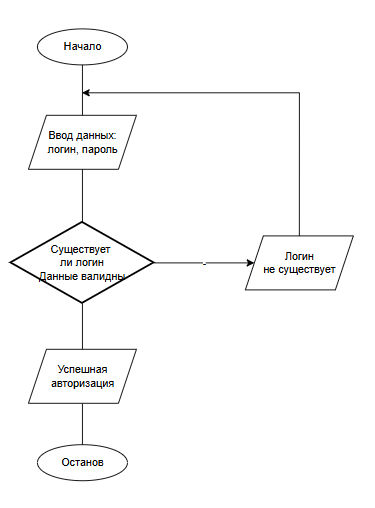 Начало
Ввод данных:
логин, пароль
Существует
ли логин
Данные валидны
-
Логин
не существует
Успешная
авторизация
Останов